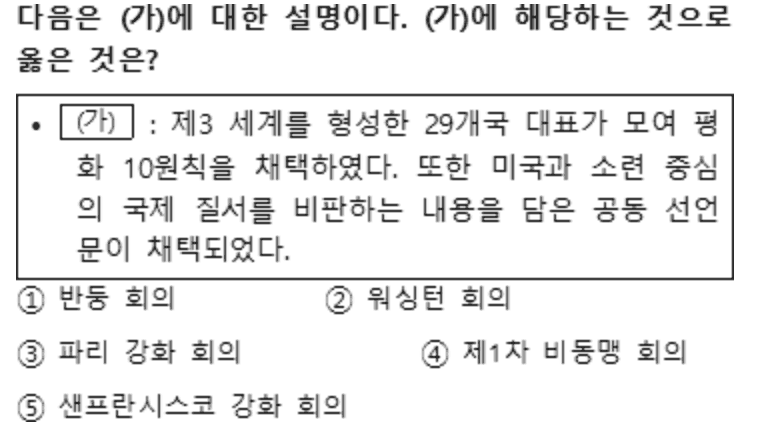 다음은 (가)에 대한 설명이다. (가)에 해당하는 것으로
옳은 것은?
• (가) : 제3 세계를 형성한 29개국 대표가 모여 평
화 10원칙을 채택하였다. 또한 미국과 소련 중심
의 국제 질서를 비판하는 내용을 담은 공동 선언
문이 채택되었다.
① 반둥 회의 ② 워싱턴 회의
③ 파리 강화 회의 ④ 제1차 비동맹 회의
⑤ 샌프란시스코 강화 회의